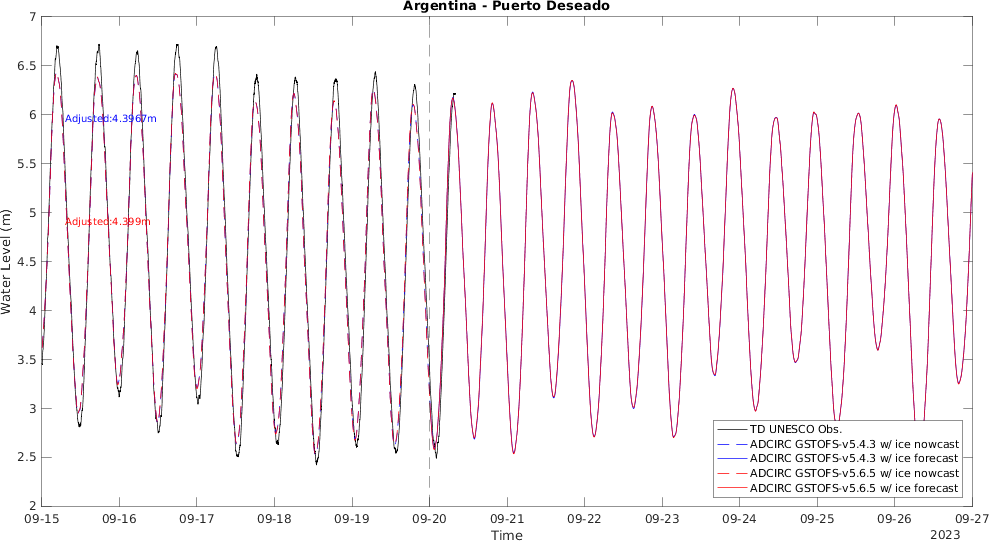 Argentina - Puerto Deseado
7
6.5
6
5.5
5
4.5
4
3.5
3
2.5
2
Water Level (m)
Adjusted:4.3967m
Adjusted:4.399m
TD UNESCO Obs.
ADCIRC GSTOFS-v5.4.3 w/ ice nowcast
ADCIRC GSTOFS-v5.4.3 w/ ice forecast
ADCIRC GSTOFS-v5.6.5 w/ ice nowcast
ADCIRC GSTOFS-v5.6.5 w/ ice forecast
09-15 09-16 09-17 09-18 09-19 09-20 09-21 09-22 09-23 09-24 09-25 09-26 09-27
Time
2023